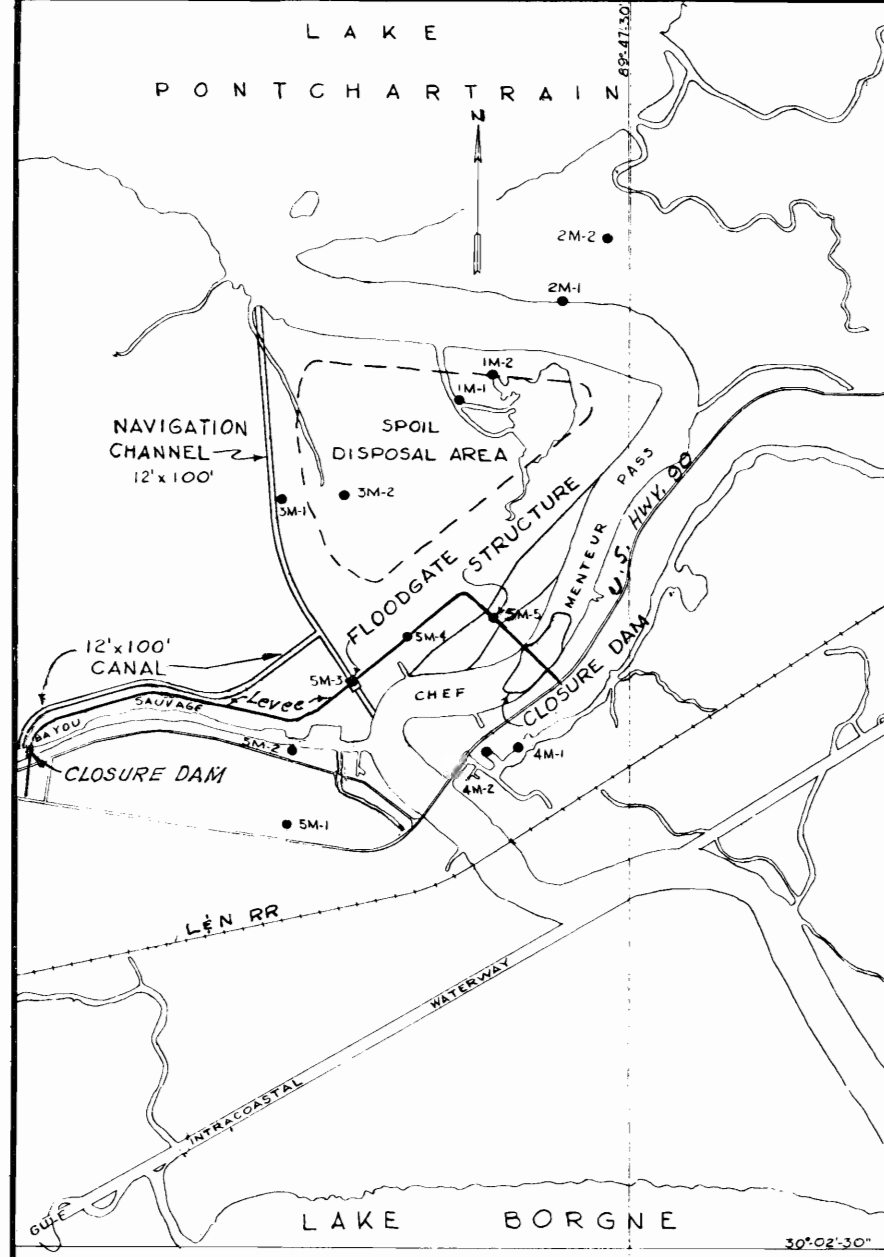 LAKE
PONTCHARTRAIN
89°-47'-30"
N
2M-2
2M-1
1M-2
1M-1
NAVIGATION
CHANNEL
12' x 100'
SPOIL
DISPOSAL AREA
3M-1
3M-2
FLOODGATE STRUCTURE
MENTEUR PASS
U.S. HWY. 90
5M-5
5M-4
12' x 100'
CANAL
5M-3
Levee
CHEF
CLOSURE DAM
BAYOU SAUVAGE
5M-2
CLOSURE DAM
4M-1
4M-2
5M-1
L&N RR
GULF INTRACOASTAL WATERWAY
LAKE BORGNE
30°-02'-30"